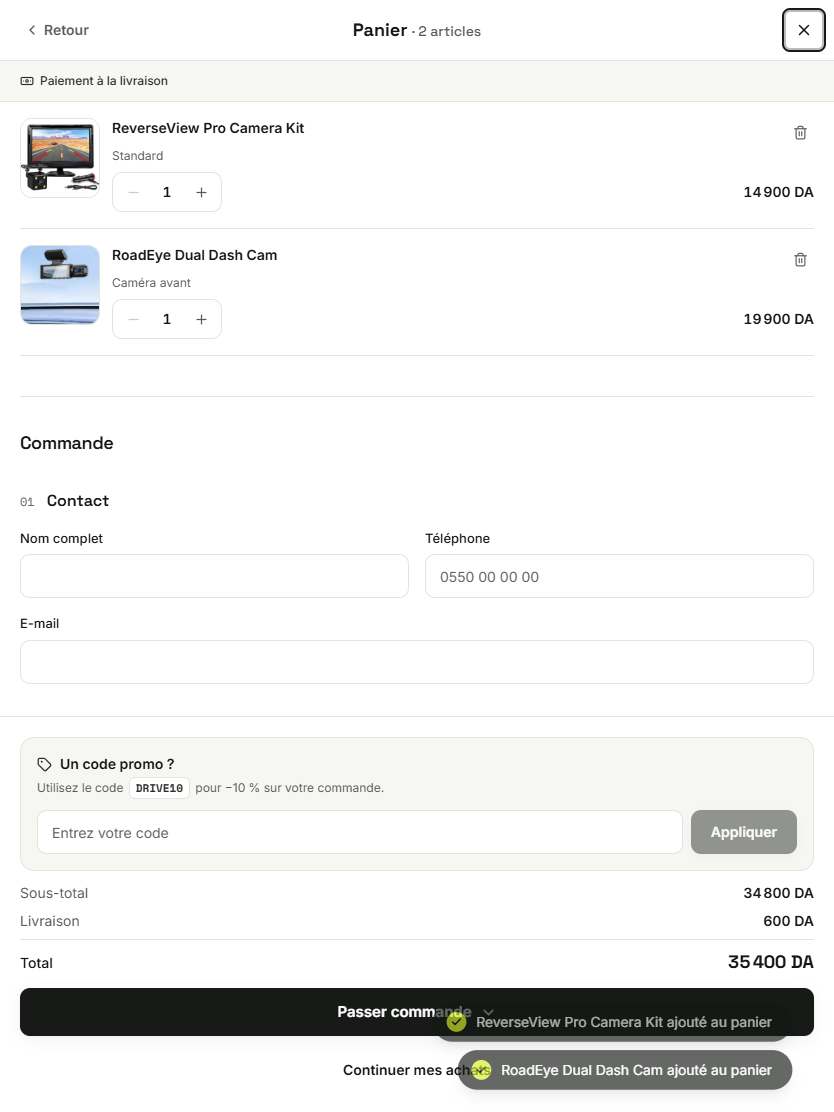 Retour
Panier · 2 articles
Paiement à la livraison
ReverseView Pro Camera Kit
Standard
1
14 900 DA
RoadEye Dual Dash Cam
Caméra avant
1
19 900 DA
Commande
01 Contact
Nom complet
Téléphone
0550 00 00 00
E-mail
Un code promo ?
Utilisez le code DRIVE10 pour −10 % sur votre commande.
Entrez votre code
Appliquer
Sous-total
34 800 DA
Livraison
600 DA
Total
35 400 DA
Passer commande
ReverseView Pro Camera Kit ajouté au panier
Continuer mes achats
RoadEye Dual Dash Cam ajouté au panier